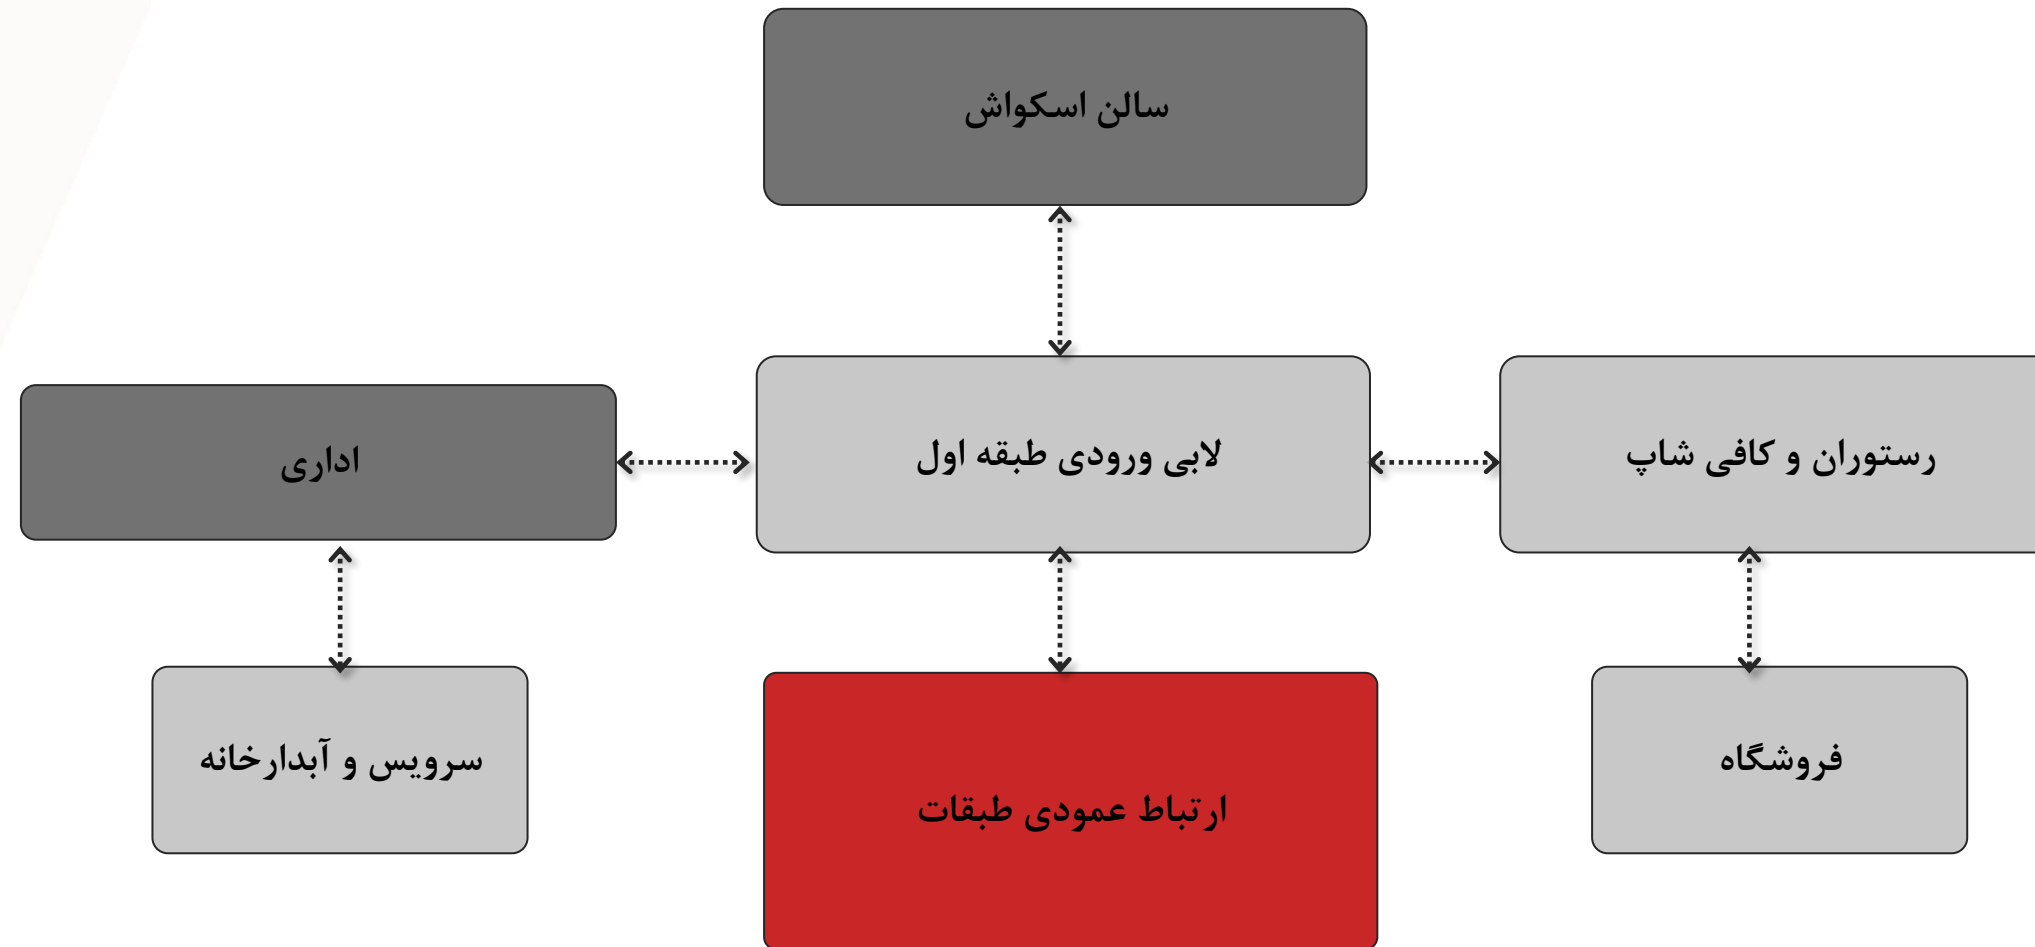 سالن اسکواش
رستوران و کافی شاپ
لابی ورودی طبقه اول
اداری
فروشگاه
ارتباط عمودی طبقات
سرویس و آبدارخانه